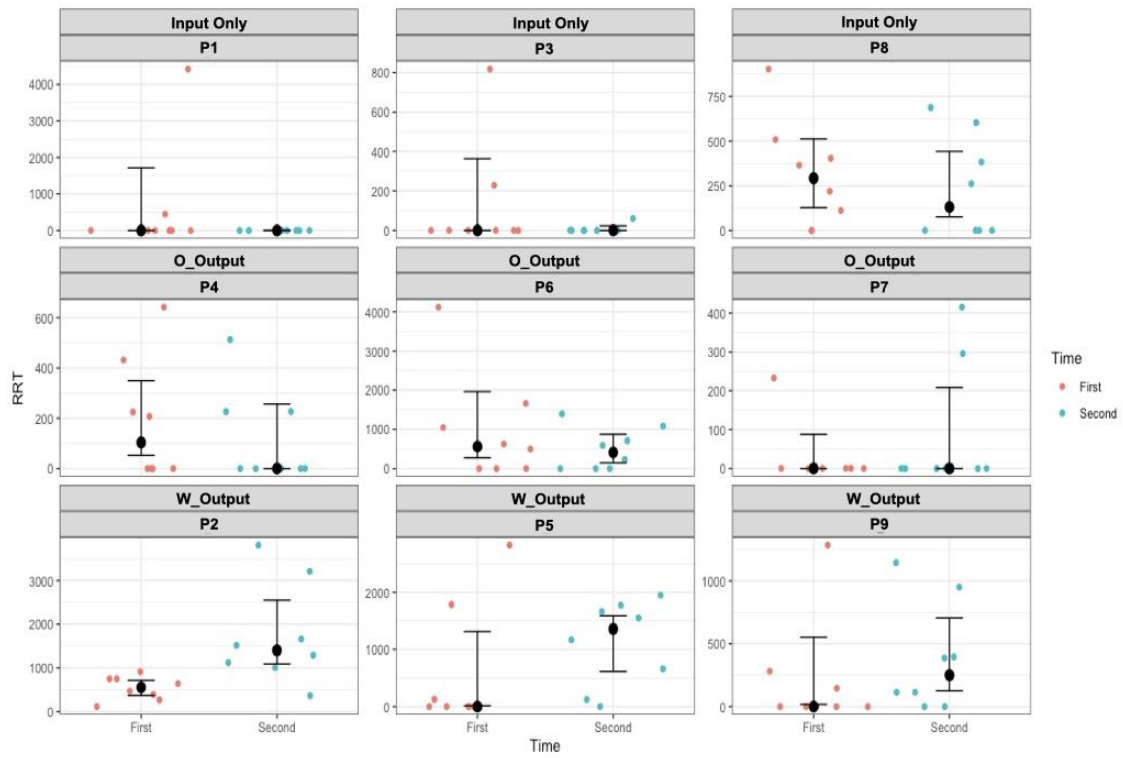 Input Only
P1
Input Only
P3
Input Only
P8
4000
3000
2000
1000
0
800
600
400
200
0
750
500
250
0
O_Output
P4
O_Output
P6
O_Output
P7
600
400
200
0
4000
3000
2000
1000
0
400
300
200
100
0
W_Output
P2
W_Output
P5
W_Output
P9
3000
2000
1000
0
2000
1000
0
1000
500
0
First Second
First Second
First Second
RRT
Time
Time
First
Second